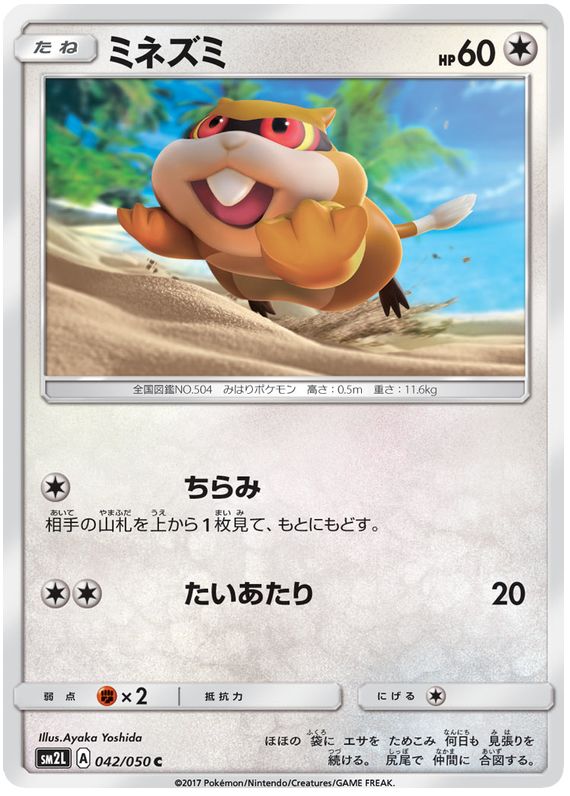 たね ミネズミ HP60
全国図鑑NO.504 みはりポケモン 高さ：0.5m 重さ：11.6kg
ちらみ
相手の山札を上から1枚見て、もとにもどす。
たいあたり 20
弱点 ×2 抵抗力 にげる
Illus.Ayaka Yoshida
SM2L A 042/050 C
ほほの 袋に エサを ためこみ 何日も 見張りを
続ける。 尻尾で 仲間に 合図する。
©2017 Pokémon/Nintendo/Creatures/GAME FREAK.